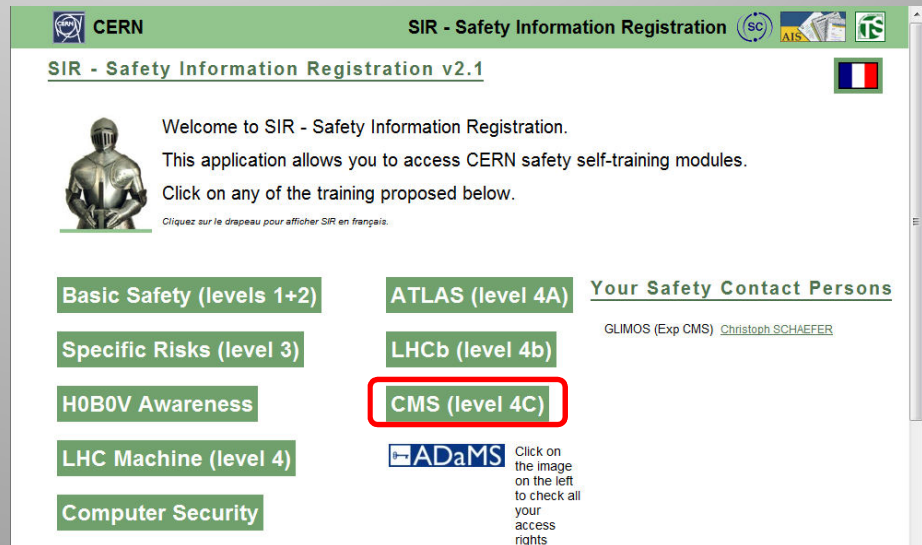 CERN
SIR - Safety Information Registration
SC
AIS
TS
SIR - Safety Information Registration v2.1
Welcome to SIR - Safety Information Registration.
This application allows you to access CERN safety self-training modules.
Click on any of the training proposed below.
Cliquez sur le drapeau pour afficher SIR en français.
Basic Safety (levels 1+2)
Specific Risks (level 3)
H0B0V Awareness
LHC Machine (level 4)
Computer Security
ATLAS (level 4A)
LHCb (level 4b)
CMS (level 4C)
ADaMS
Click on
the image
on the left
to check all
your
access
rights
Your Safety Contact Persons
GLIMOS (Exp CMS) Christoph SCHAEFER